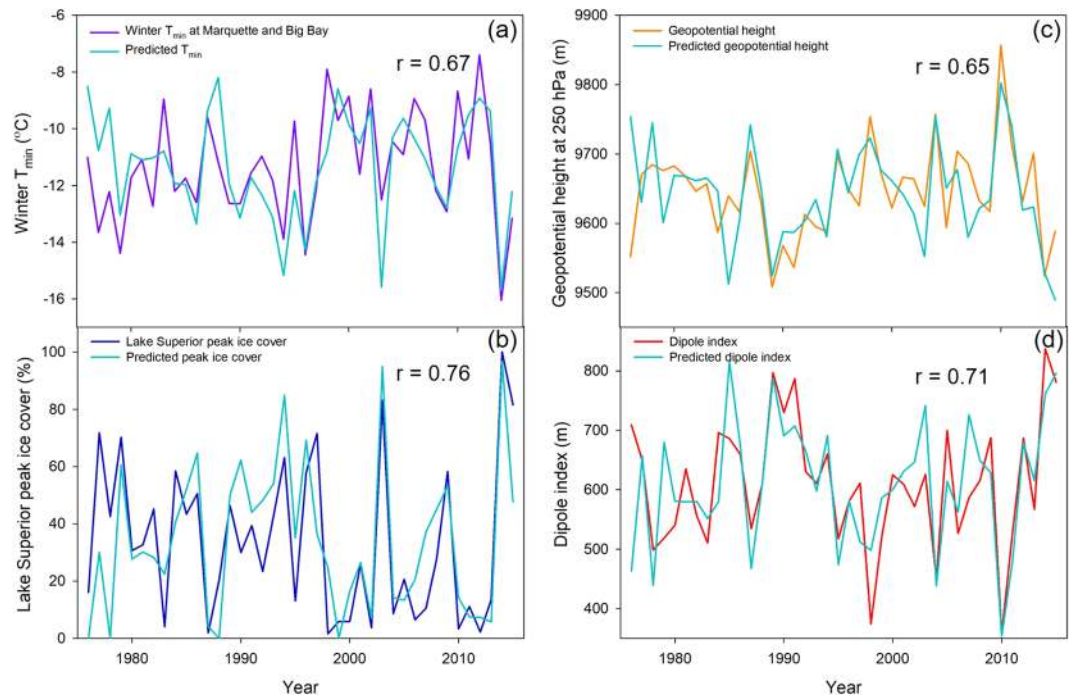 (a)
Winter Tmin at Marquette and Big Bay
Predicted Tmin
r = 0.67
Winter Tmin (ºC)
-6
-8
-10
-12
-14
-16
(c)
Geopotential height
Predicted geopotential height
r = 0.65
Geopotential height at 250 hPa (m)
9900
9800
9700
9600
9500
(b)
Lake Superior peak ice cover
Predicted peak ice cover
r = 0.76
Lake Superior peak ice cover (%)
100
80
60
40
20
0
1980
1990
2000
2010
Year
(d)
Dipole index
Predicted dipole index
r = 0.71
Dipole index (m)
800
700
600
500
400
1980
1990
2000
2010
Year